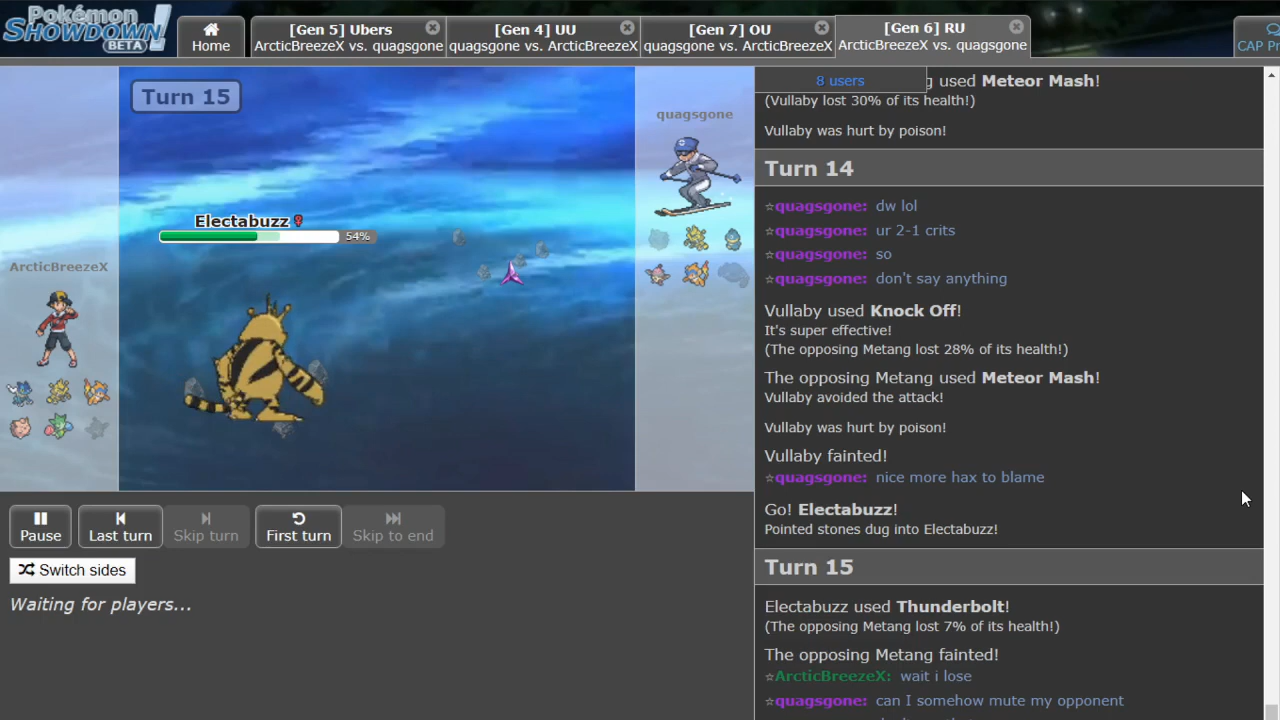 Pokémon
SHOWDOWN!
BETA
Home
[Gen 5] Ubers
ArcticBreezeX vs. quagsgone
[Gen 4] UU
quagsgone vs. ArcticBreezeX
[Gen 7] OU
quagsgone vs. ArcticBreezeX
[Gen 6] RU
ArcticBreezeX vs. quagsgone
CAP Pr
Turn 15
quagsgone
Electabuzz
54%
ArcticBreezeX
Pause
Last turn
Skip turn
First turn
Skip to end
Switch sides
Waiting for players...
8 users
g used Meteor Mash!
(Vullaby lost 30% of its health!)
Vullaby was hurt by poison!
Turn 14
☆quagsgone: dw lol
☆quagsgone: ur 2-1 crits
☆quagsgone: so
☆quagsgone: don't say anything
Vullaby used Knock Off!
It's super effective!
(The opposing Metang lost 28% of its health!)
The opposing Metang used Meteor Mash!
Vullaby avoided the attack!
Vullaby was hurt by poison!
Vullaby fainted!
☆quagsgone: nice more hax to blame
Go! Electabuzz!
Pointed stones dug into Electabuzz!
Turn 15
Electabuzz used Thunderbolt!
(The opposing Metang lost 7% of its health!)
The opposing Metang fainted!
☆ArcticBreezeX: wait i lose
☆quagsgone: can I somehow mute my opponent